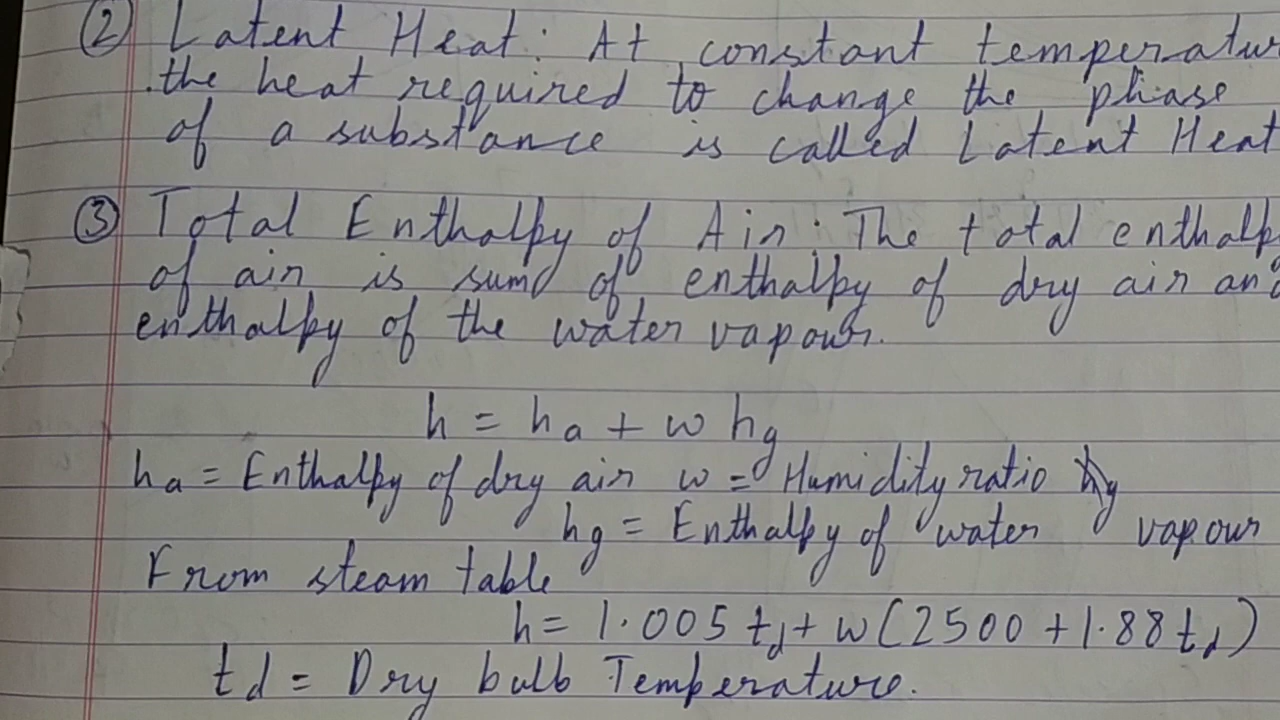 ② Latent Heat: At constant temperatur
the heat required to change the phase
of a substance is called Latent Heat
③ Total Enthalpy of Air: The total enthalp
of air is sum of enthalpy of dry air and
enthalpy of the water vapour.
h = ha + w hg
ha = Enthalpy of dry air w = Humidity ratio
hg = Enthalpy of water vapour
From steam table
h = 1.005 td + w(2500 + 1.88 td)
td = Dry bulb Temperature.